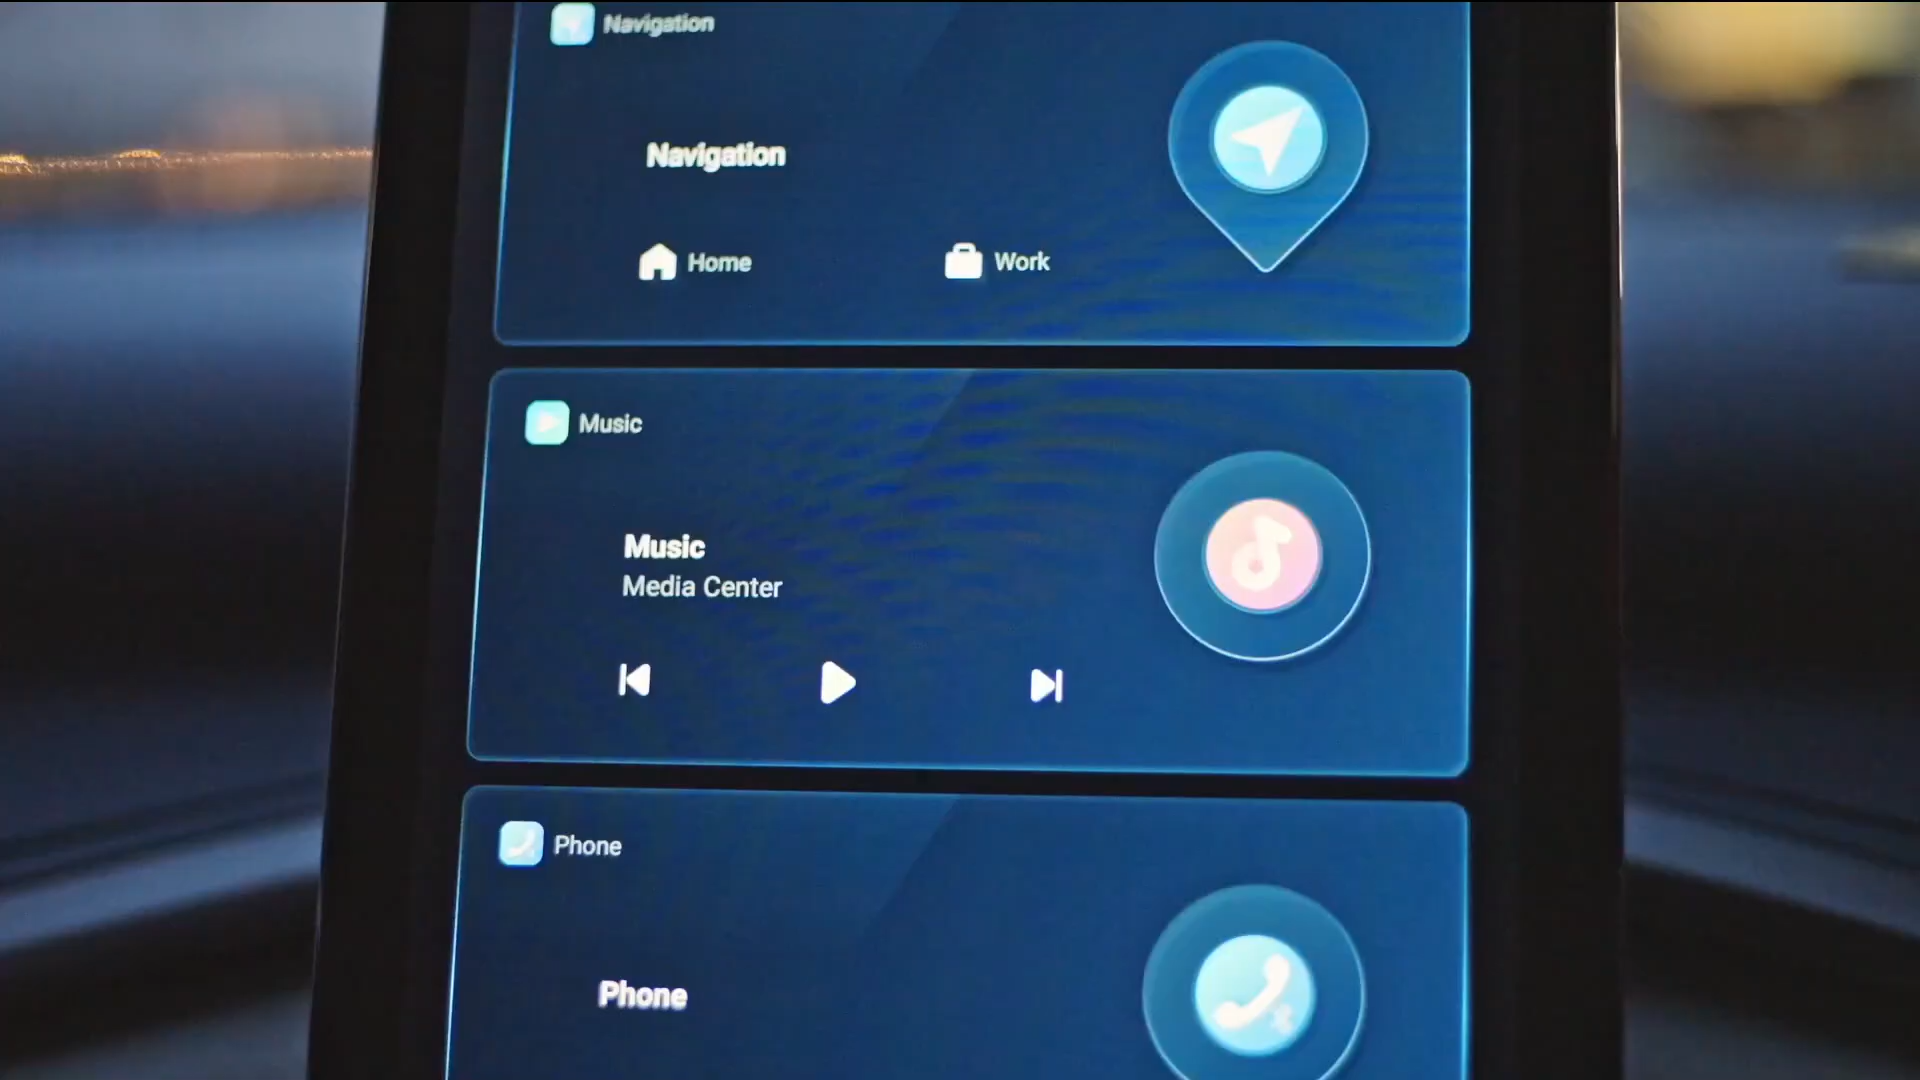 Navigation
Navigation
Home
Work
Music
Music
Media Center
Phone
Phone